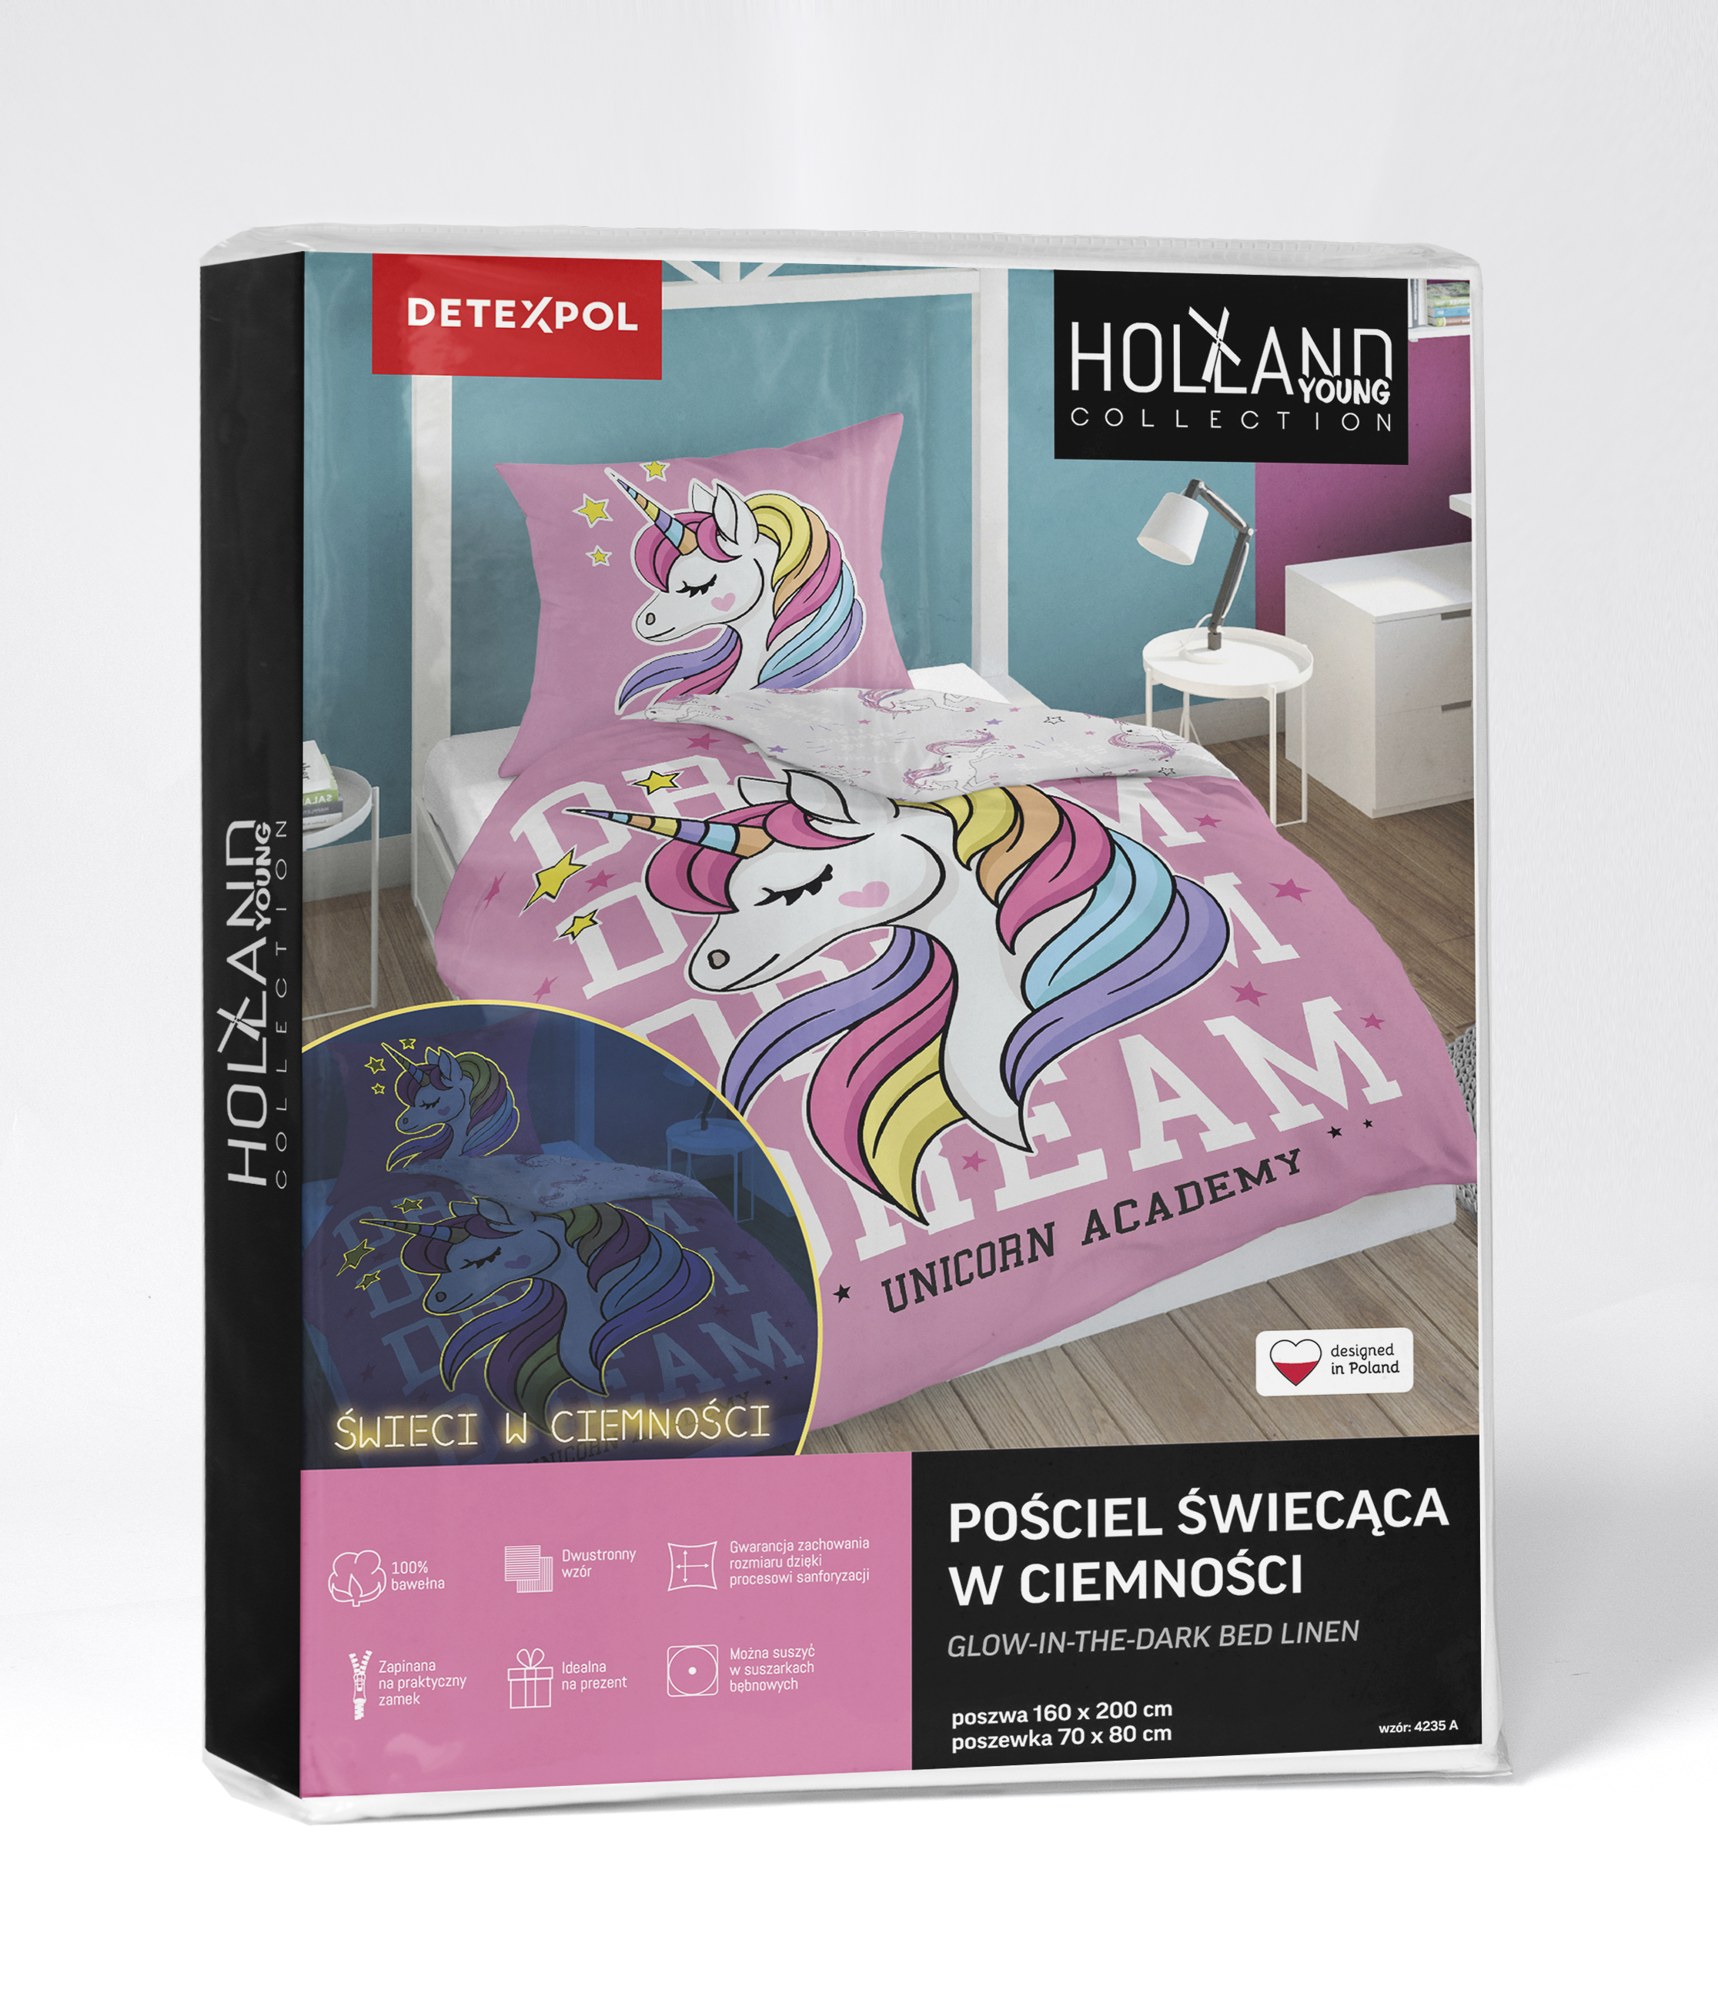 DETEXPOL
HOLLAND
YOUNG
COLLECTION
HOLLAND
YOUNG
COLLECTION
DREAM
UNICORN ACADEMY
designed
in Poland
ŚWIECI W CIEMNOŚCI
100%
bawełna
Dwustronny
wzór
Gwarancja zachowania
rozmiaru dzięki
procesowi sanforyzacji
Zapinana
na praktyczny
zamek
Idealna
na prezent
Można suszyć
w suszarkach
bębnowych
POŚCIEL ŚWIECĄCA
W CIEMNOŚCI
GLOW-IN-THE-DARK BED LINEN
poszwa 160 x 200 cm
poszewka 70 x 80 cm
wzór: 4235 A